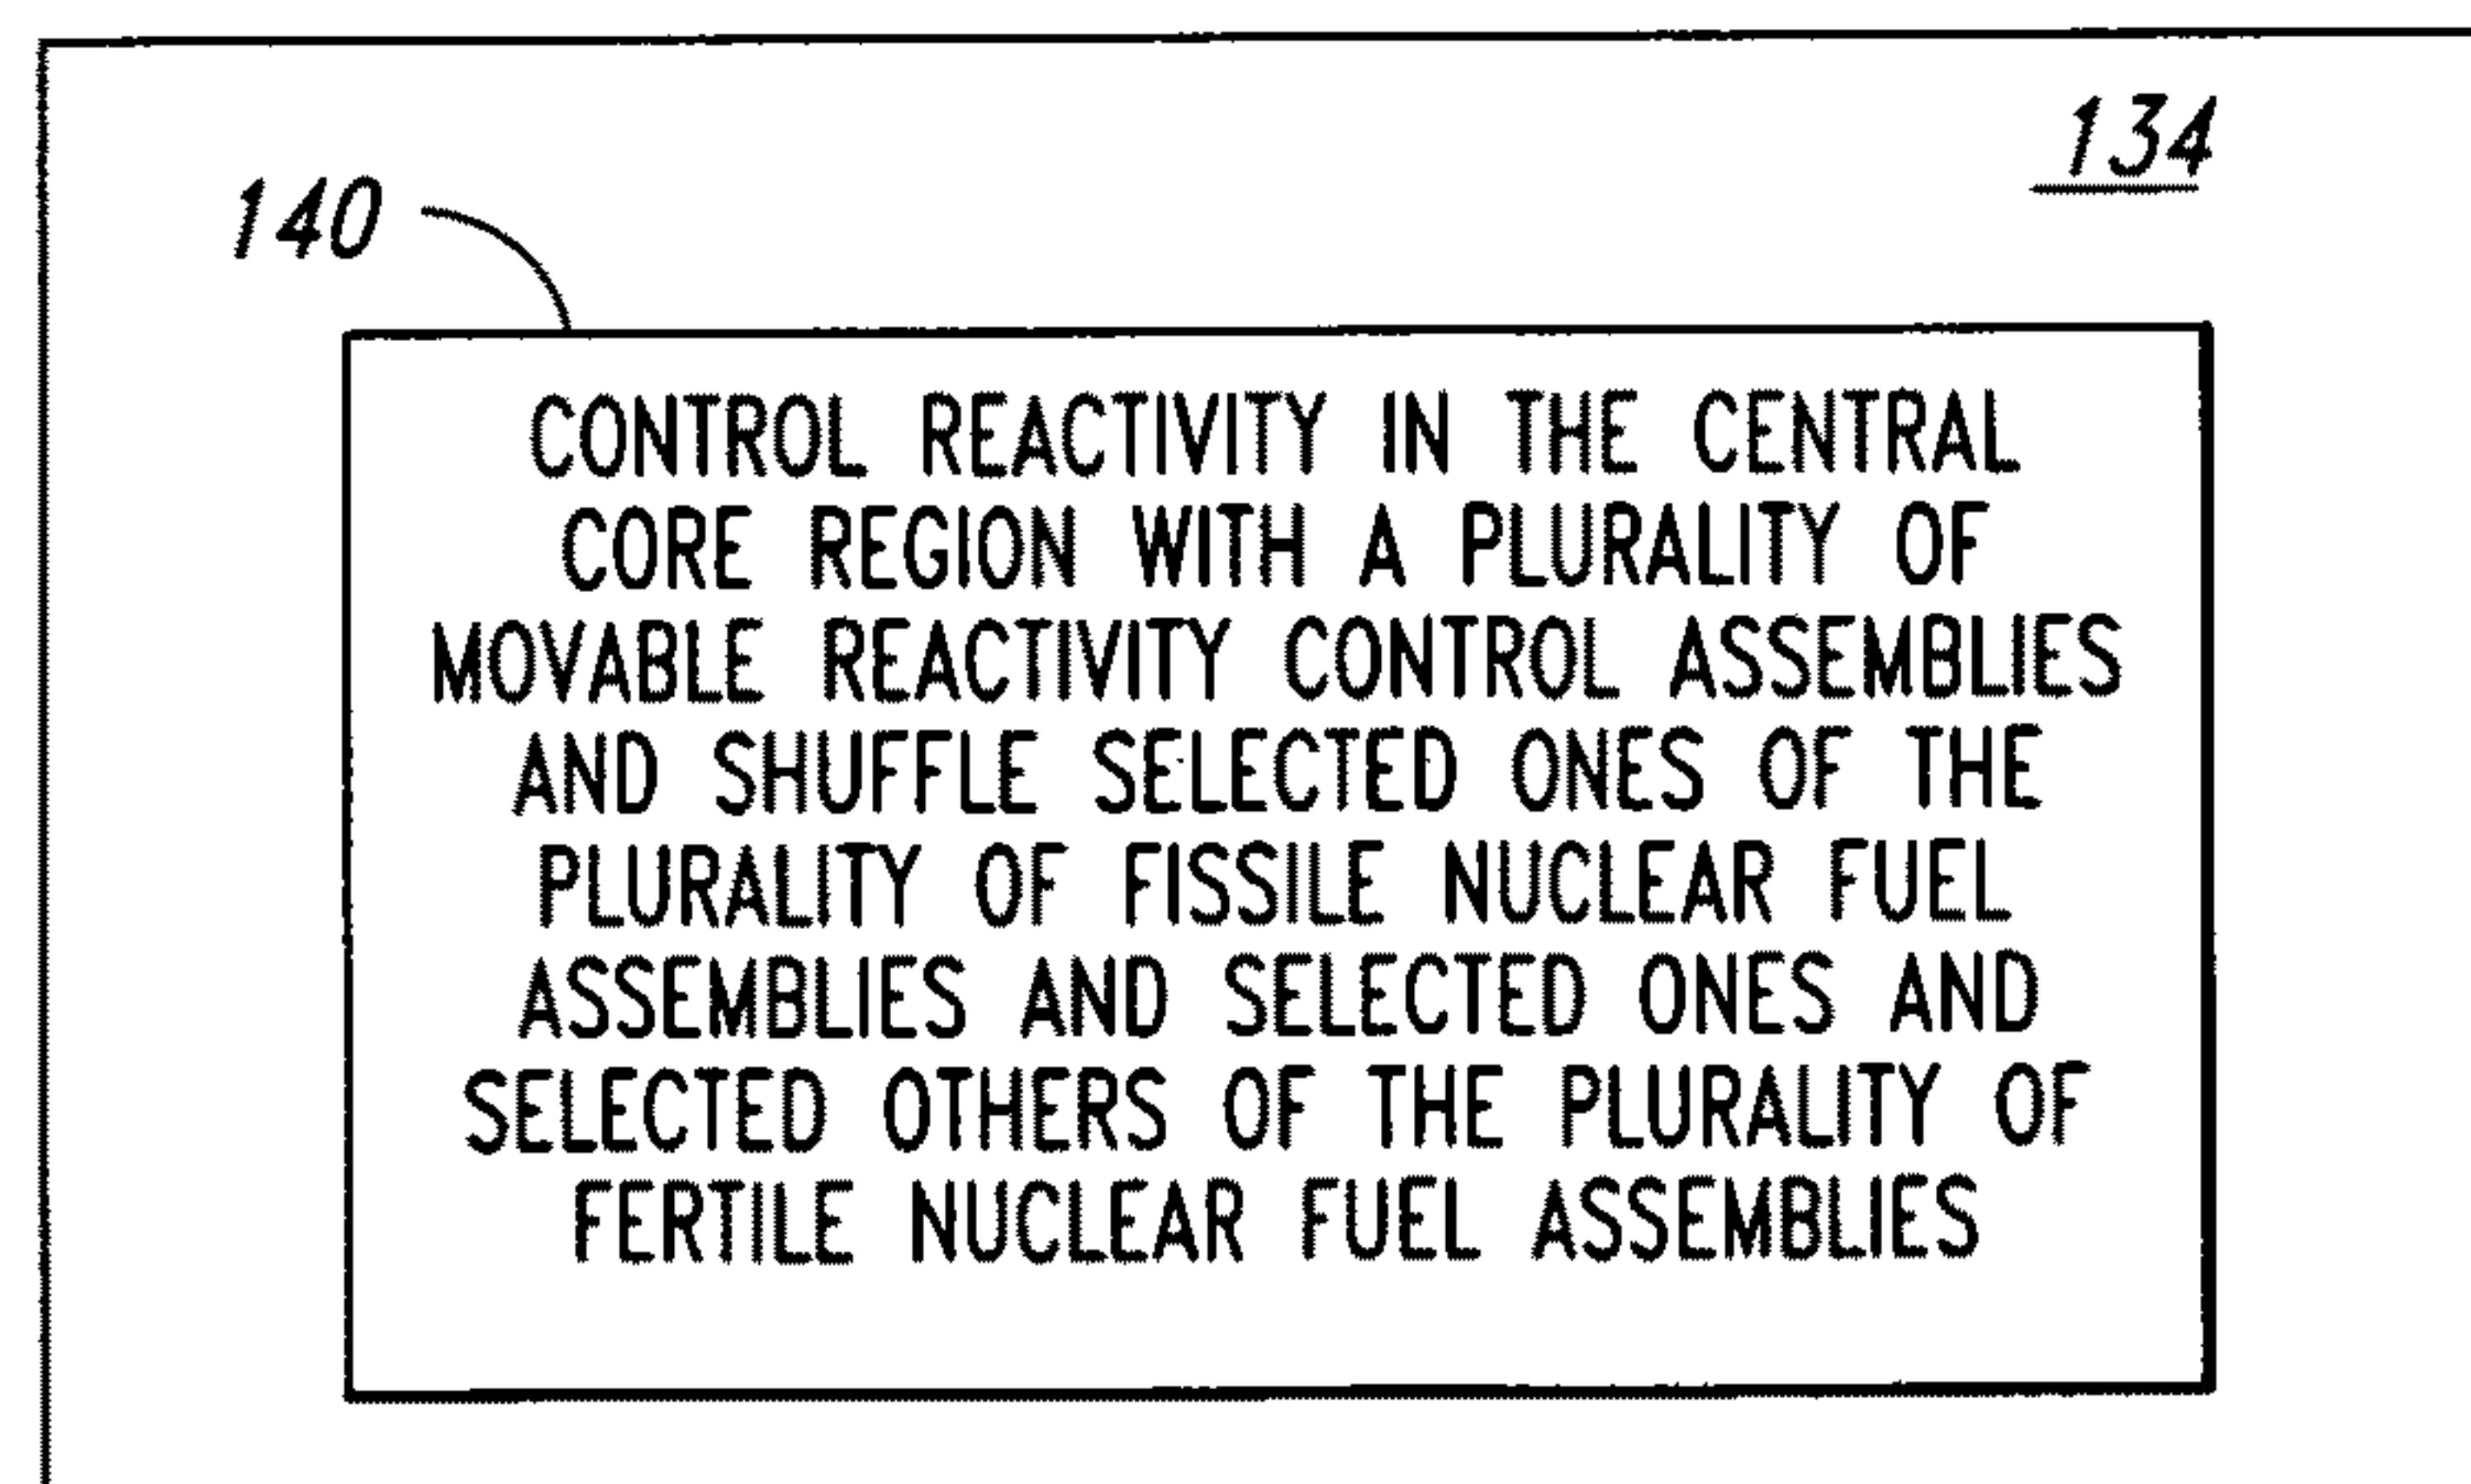 134
140
CONTROL REACTIVITY IN THE CENTRAL
CORE REGION WITH A PLURALITY OF
MOVABLE REACTIVITY CONTROL ASSEMBLIES
AND SHUFFLE SELECTED ONES OF THE
PLURALITY OF FISSILE NUCLEAR FUEL
ASSEMBLIES AND SELECTED ONES AND
SELECTED OTHERS OF THE PLURALITY OF
FERTILE NUCLEAR FUEL ASSEMBLIES